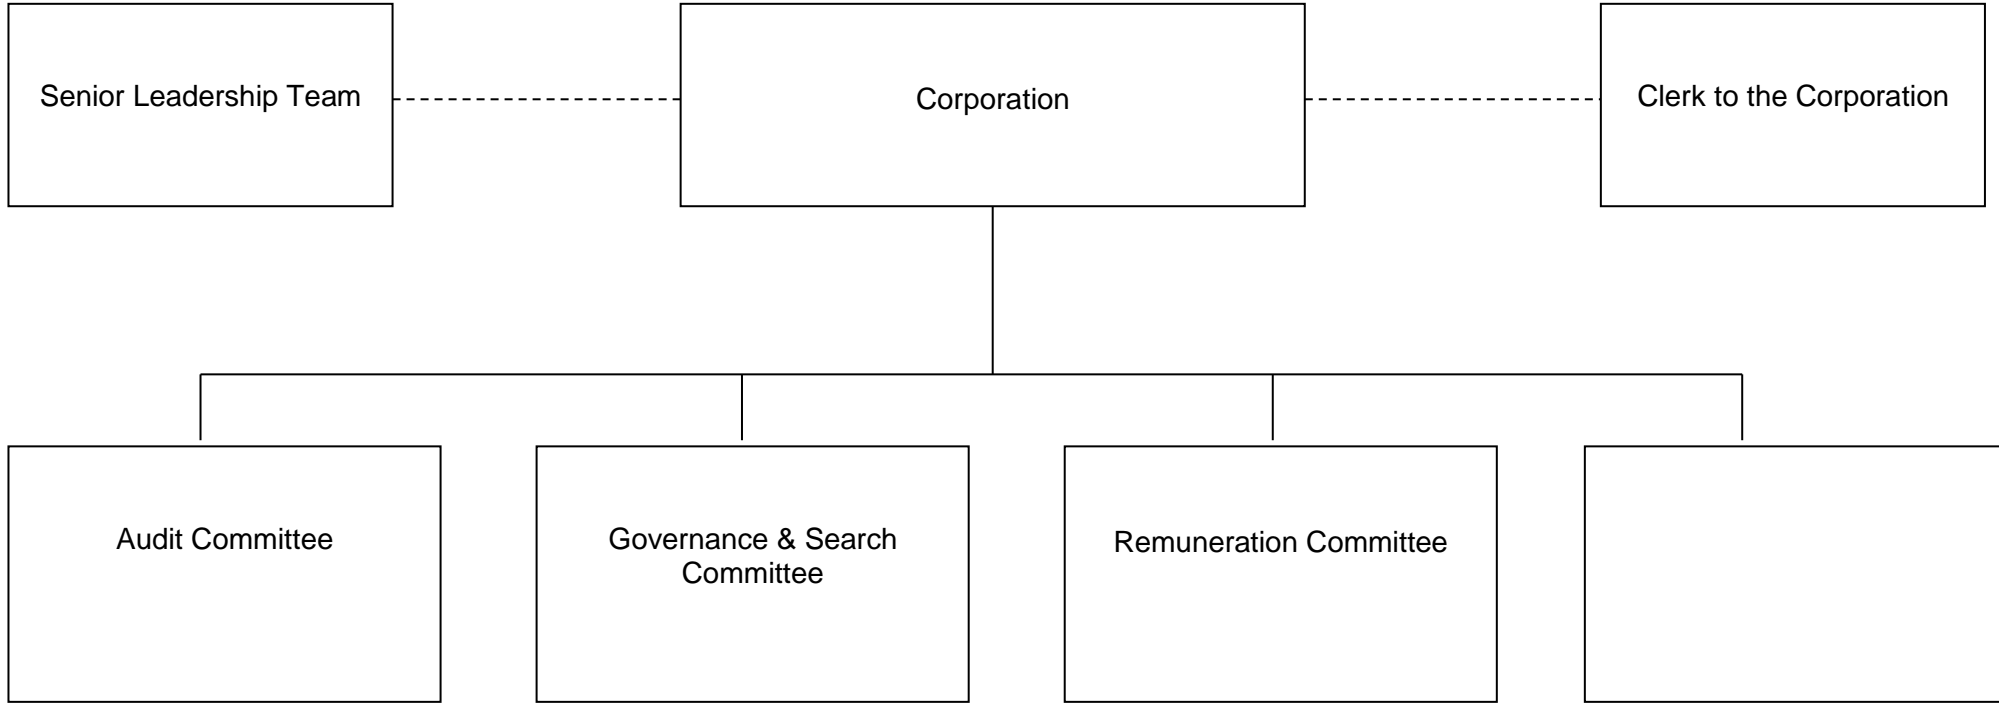 Senior Leadership Team
Corporation
Clerk to the Corporation
Audit Committee
Governance & Search
Committee
Remuneration Committee